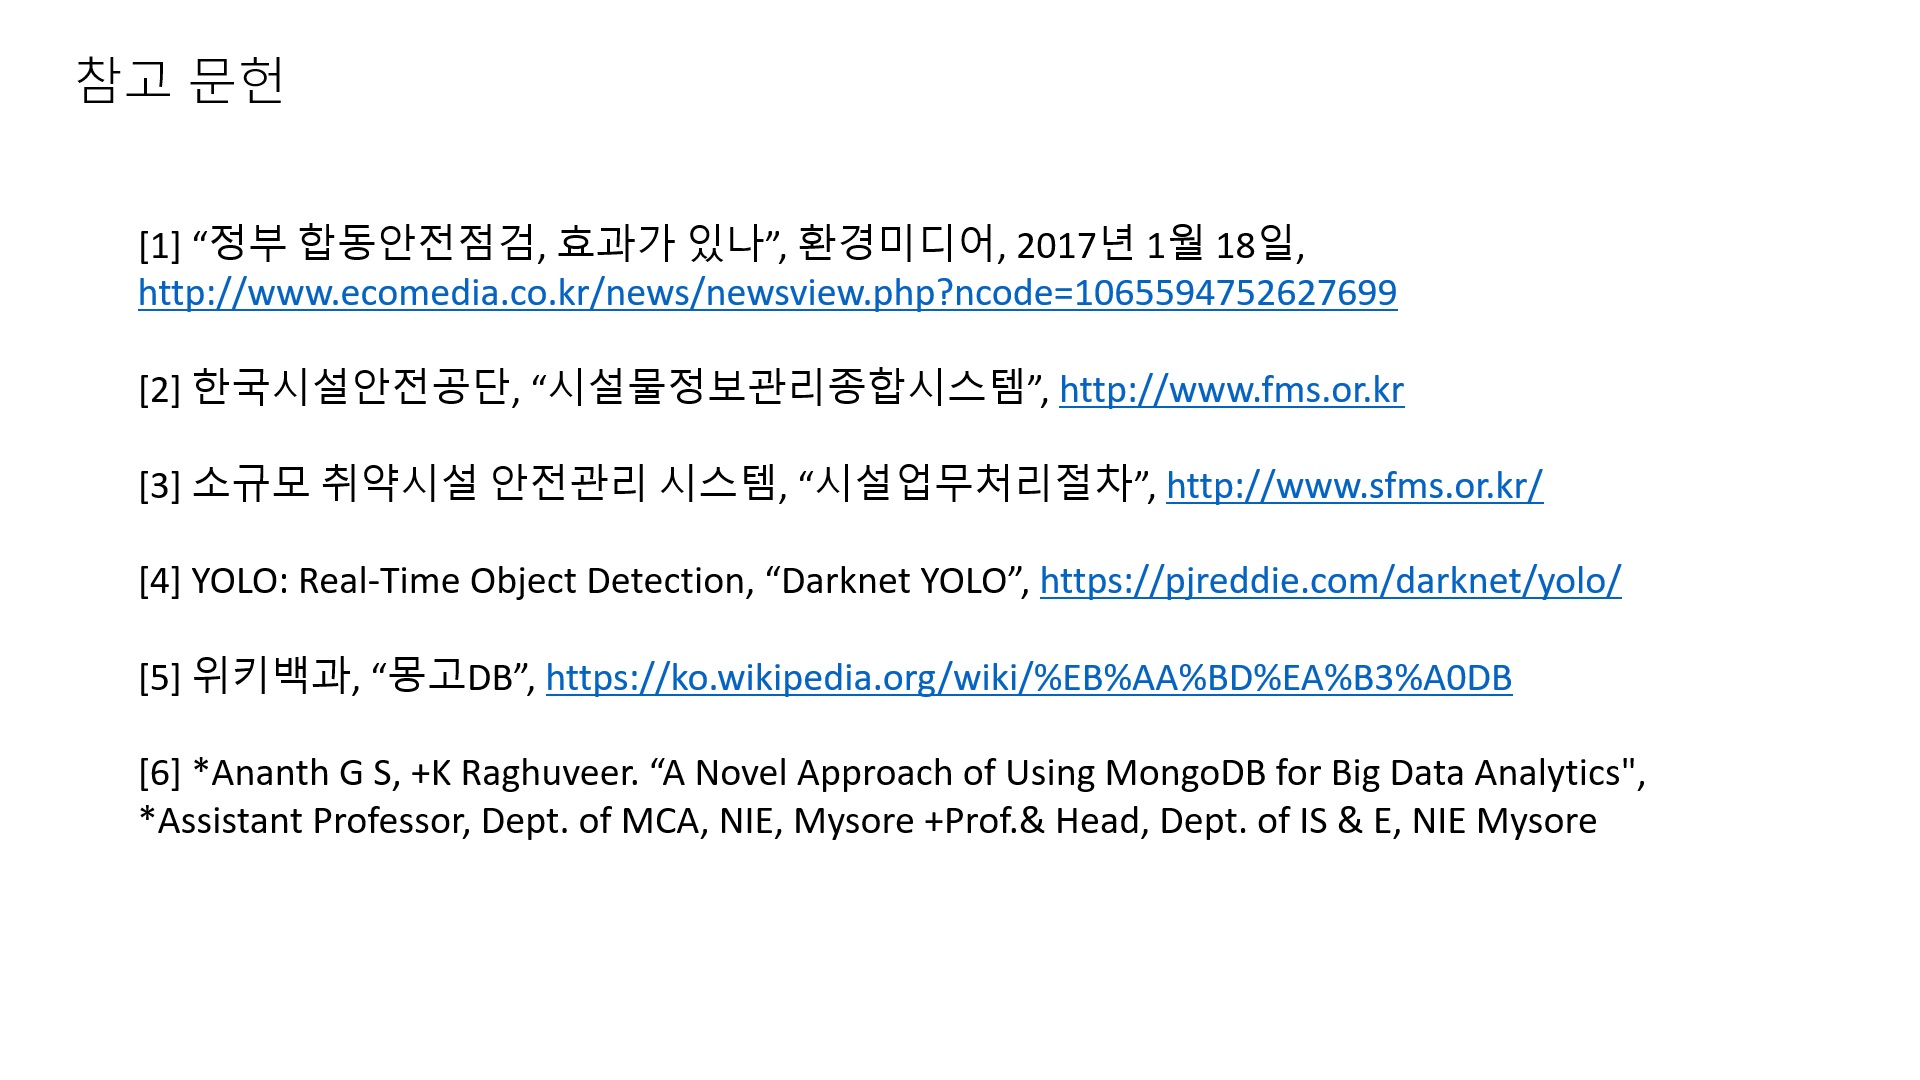 참고 문헌
[1] “정부 합동안전점검, 효과가 있나”, 환경미디어, 2017년 1월 18일,
http://www.ecomedia.co.kr/news/newsview.php?ncode=1065594752627699
[2] 한국시설안전공단, “시설물정보관리종합시스템”, http://www.fms.or.kr
[3] 소규모 취약시설 안전관리 시스템, “시설업무처리절차”, http://www.sfms.or.kr/
[4] YOLO: Real-Time Object Detection, “Darknet YOLO”, https://pjreddie.com/darknet/yolo/
[5] 위키백과, “몽고DB”, https://ko.wikipedia.org/wiki/%EB%AA%BD%EA%B3%A0DB
[6] *Ananth G S, +K Raghuveer. “A Novel Approach of Using MongoDB for Big Data Analytics",
*Assistant Professor, Dept. of MCA, NIE, Mysore +Prof.& Head, Dept. of IS & E, NIE Mysore